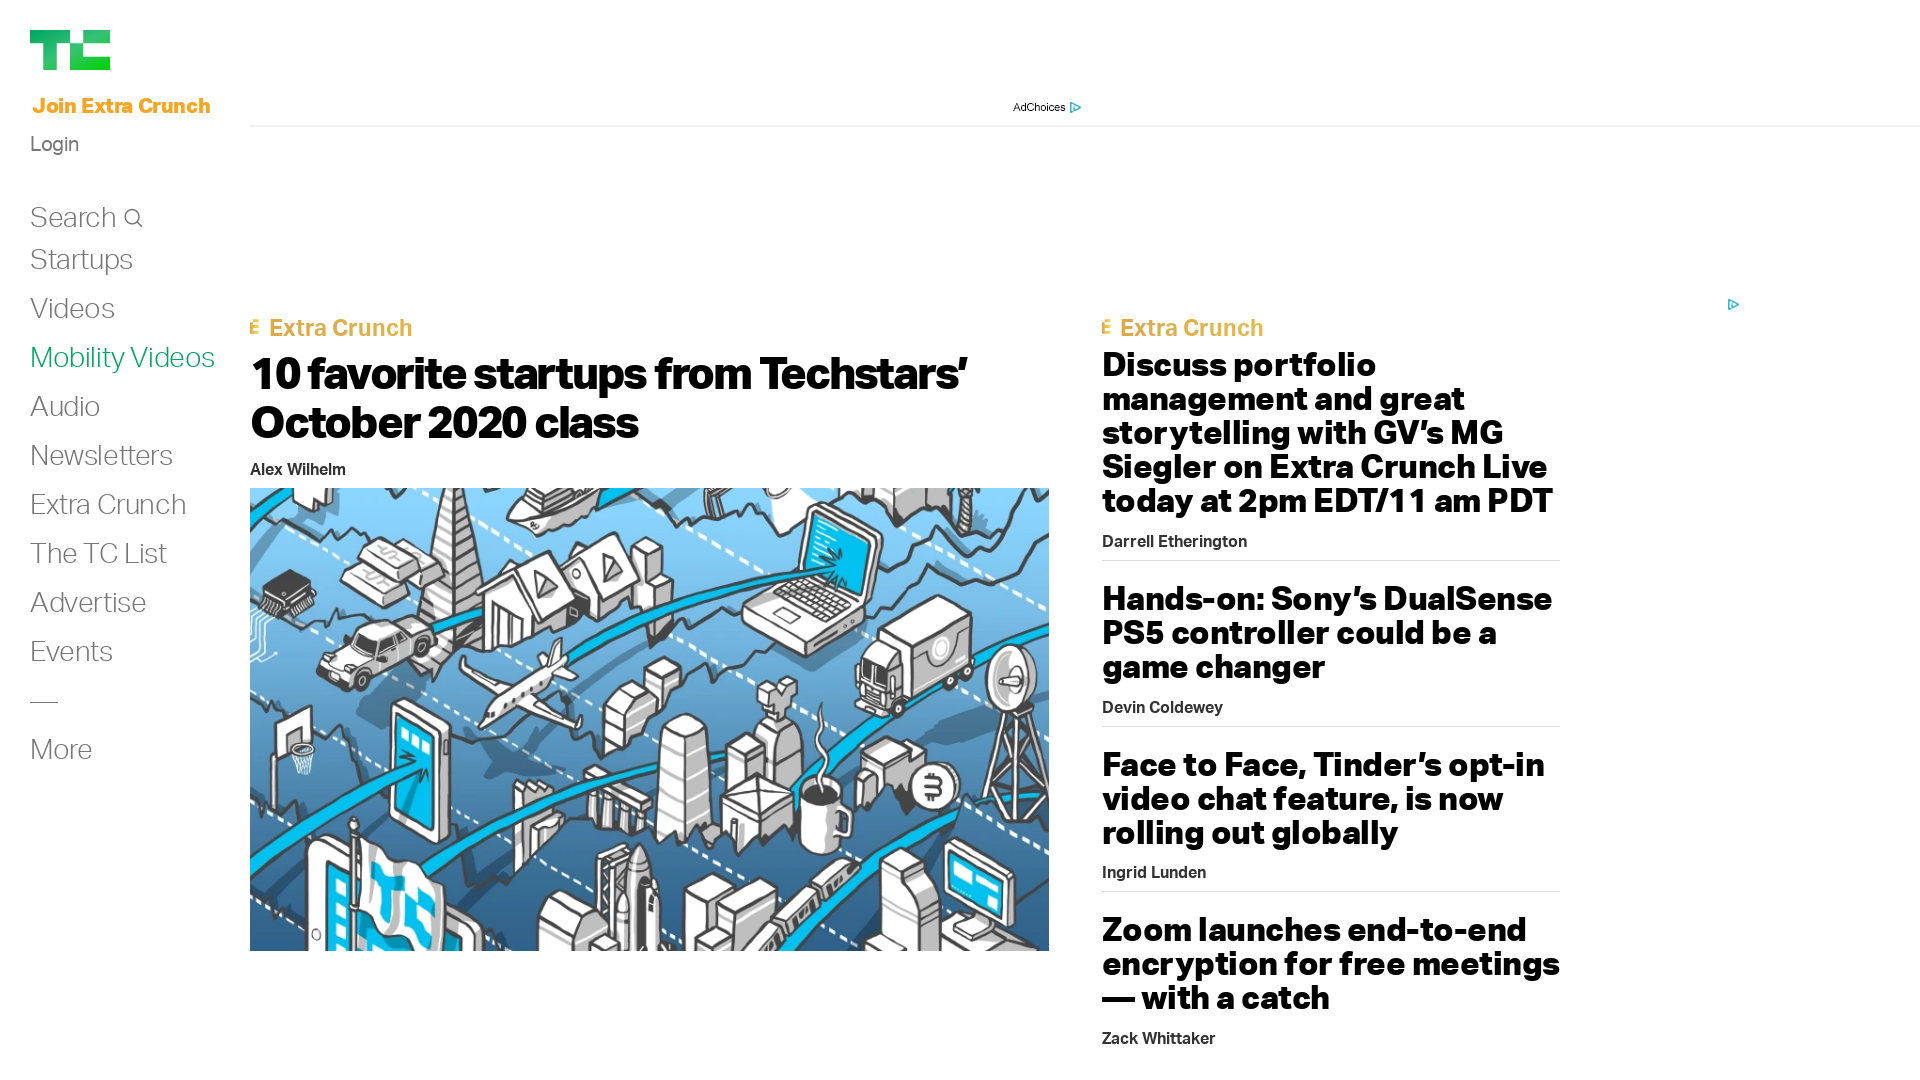 TC
Join Extra Crunch
Login
Search
Startups
Videos
Mobility Videos
Audio
Newsletters
Extra Crunch
The TC List
Advertise
Events
—
More
AdChoices
Extra Crunch
10 favorite startups from Techstars’
October 2020 class
Alex Wilhelm
Extra Crunch
Discuss portfolio
management and great
storytelling with GV’s MG
Siegler on Extra Crunch Live
today at 2pm EDT/11 am PDT
Darrell Etherington
Hands-on: Sony’s DualSense
PS5 controller could be a
game changer
Devin Coldewey
Face to Face, Tinder’s opt-in
video chat feature, is now
rolling out globally
Ingrid Lunden
Zoom launches end-to-end
encryption for free meetings
— with a catch
Zack Whittaker